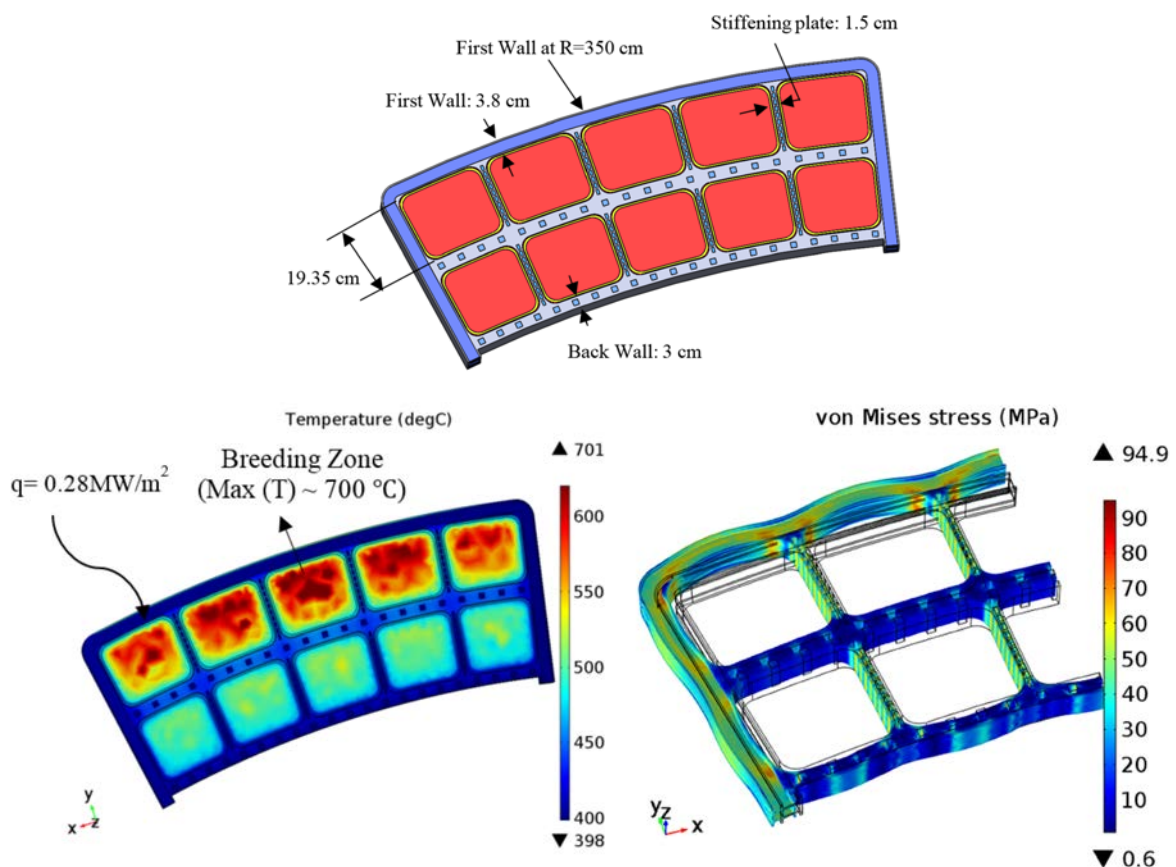 Stiffening plate: 1.5 cm
First Wall at R=350 cm
First Wall: 3.8 cm
19.35 cm
Back Wall: 3 cm
Temperature (degC)
q= 0.28MW/m²
Breeding Zone
(Max (T) ~ 700 °C)
▲ 701
600
550
500
450
400
▼ 398
y
x
z
von Mises stress (MPa)
▲ 94.9
90
80
70
60
50
40
30
20
10
▼ 0.6
y
z
x